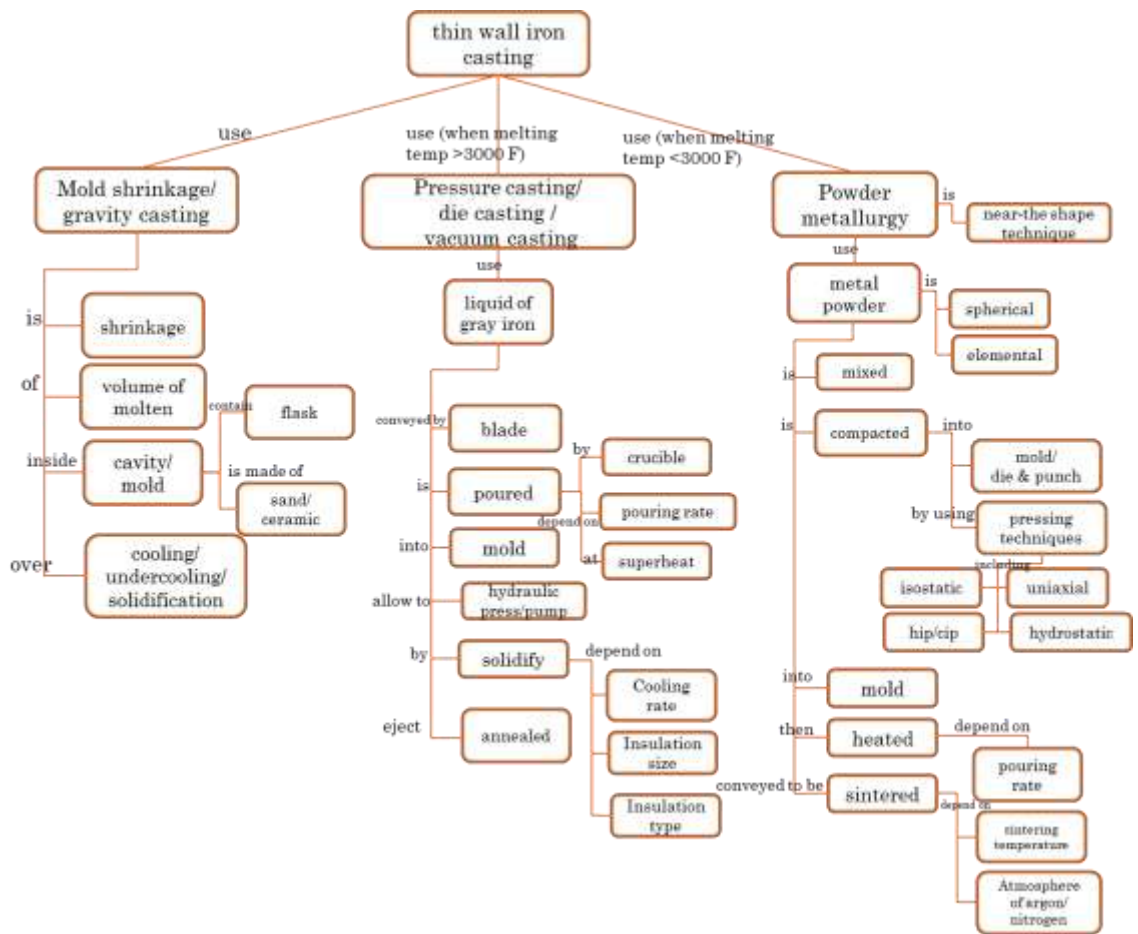 thin wall iron
casting
use
use (when melting
temp >3000 F)
use (when melting
temp <3000 F)
Mold shrinkage/
gravity casting
is
shrinkage
of
volume of
molten
inside
cavity/
mold
contain
flask
is made of
sand/
ceramic
over
cooling/
undercooling/
solidification
Pressure casting/
die casting /
vacuum casting
use
liquid of
gray iron
conveyed by
blade
is
poured
by
crucible
depend on
pouring rate
at
superheat
into
mold
allow to
hydraulic
press/pump
by
solidify
depend on
Cooling
rate
Insulation
size
Insulation
type
eject
annealed
Powder
metallurgy
is
near-the shape
technique
use
metal
powder
is
spherical
elemental
is
mixed
is
compacted
into
mold/
die & punch
by using
pressing
techniques
including
isostatic
uniaxial
hip/cip
hydrostatic
into
mold
then
heated
depend on
pouring
rate
conveyed to be
sintered
depend on
sintering
temperature
Atmosphere
of argon/
nitrogen